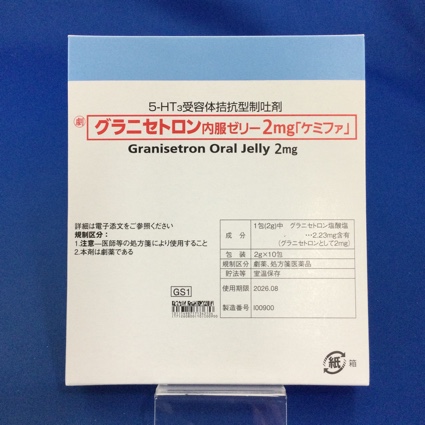 5-HT₃受容体拮抗型制吐剤
劇 グラニセトロン内服ゼリー2mg「ケミファ」
Granisetron Oral Jelly 2mg
詳細は電子添文をご参照ください
規制区分：
1.注意―医師等の処方箋により使用すること
2.本剤は劇薬である
成分 1包(2g)中 グラニセトロン塩酸塩
…2.23mg含有
(グラニセトロンとして2mg)
包装 2g×10包
規制区分 劇薬、処方箋医薬品
貯法等 室温保存
使用期限 2026.08
製造番号 I00900
GS1
紙 箱